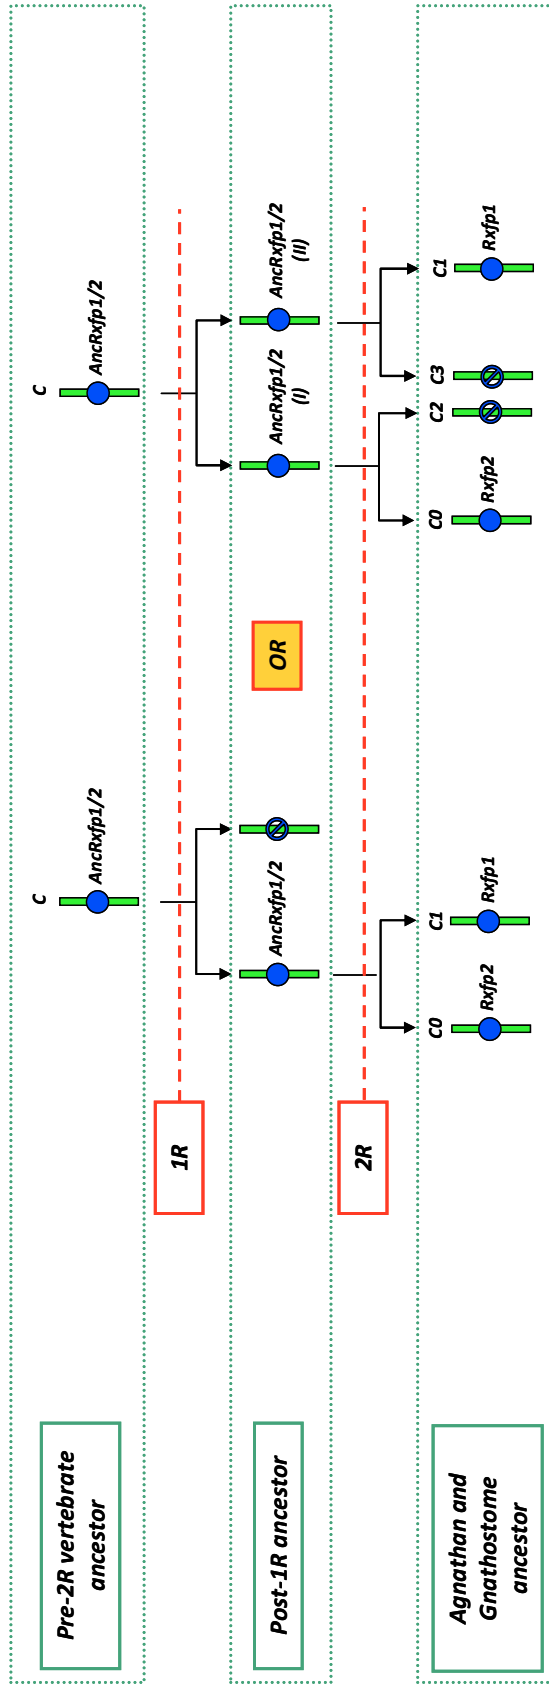 Pre-2R vertebrate
ancestor
C
AncRxfp1/2
C
AncRxfp1/2
1R
Post-1R ancestor
AncRxfp1/2
OR
AncRxfp1/2
(I)
AncRxfp1/2
(II)
2R
Agnathan and
Gnathostome
ancestor
C0
Rxfp2
C1
Rxfp1
C0
Rxfp2
C2
C3
C1
Rxfp1